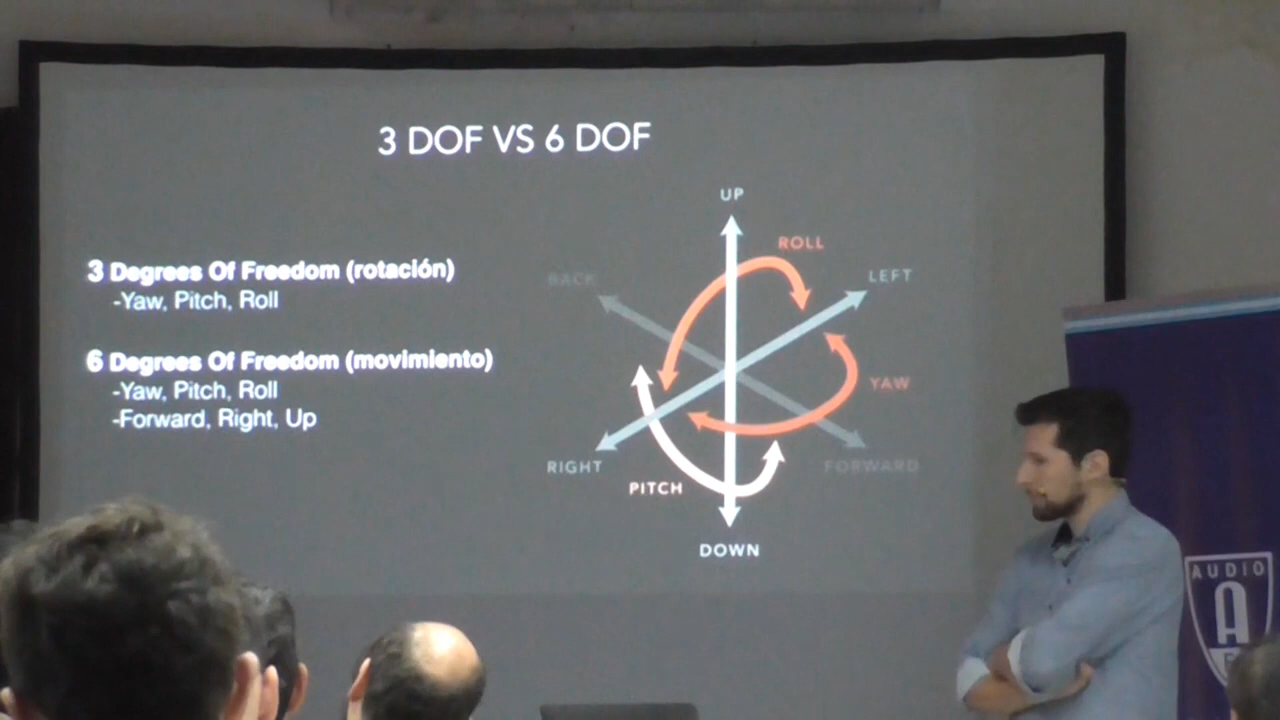 3 DOF VS 6 DOF
3 Degrees Of Freedom (rotación)
-Yaw, Pitch, Roll
6 Degrees Of Freedom (movimiento)
-Yaw, Pitch, Roll
-Forward, Right, Up
UP
ROLL
BACK
LEFT
YAW
RIGHT
FORWARD
PITCH
DOWN
AUDIO
A